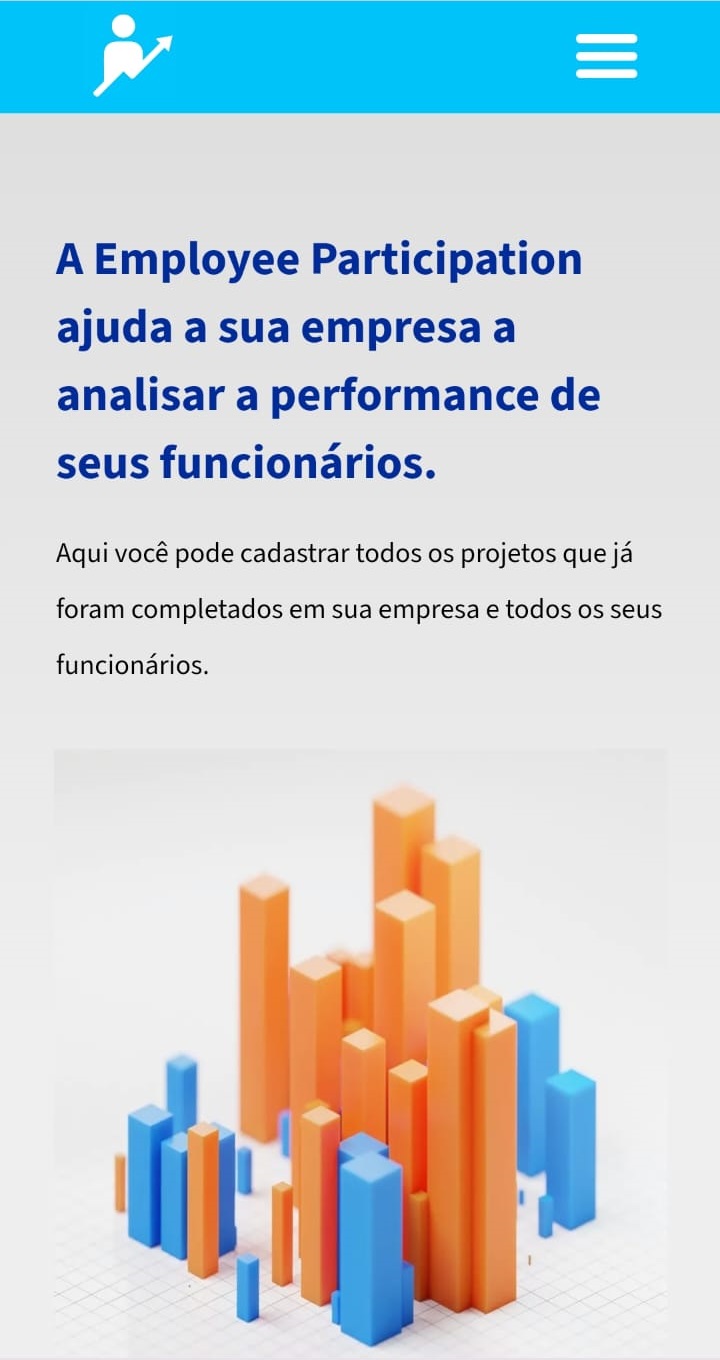 A Employee Participation
ajuda a sua empresa a
analisar a performance de
seus funcionários.
Aqui você pode cadastrar todos os projetos que já
foram completados em sua empresa e todos os seus
funcionários.